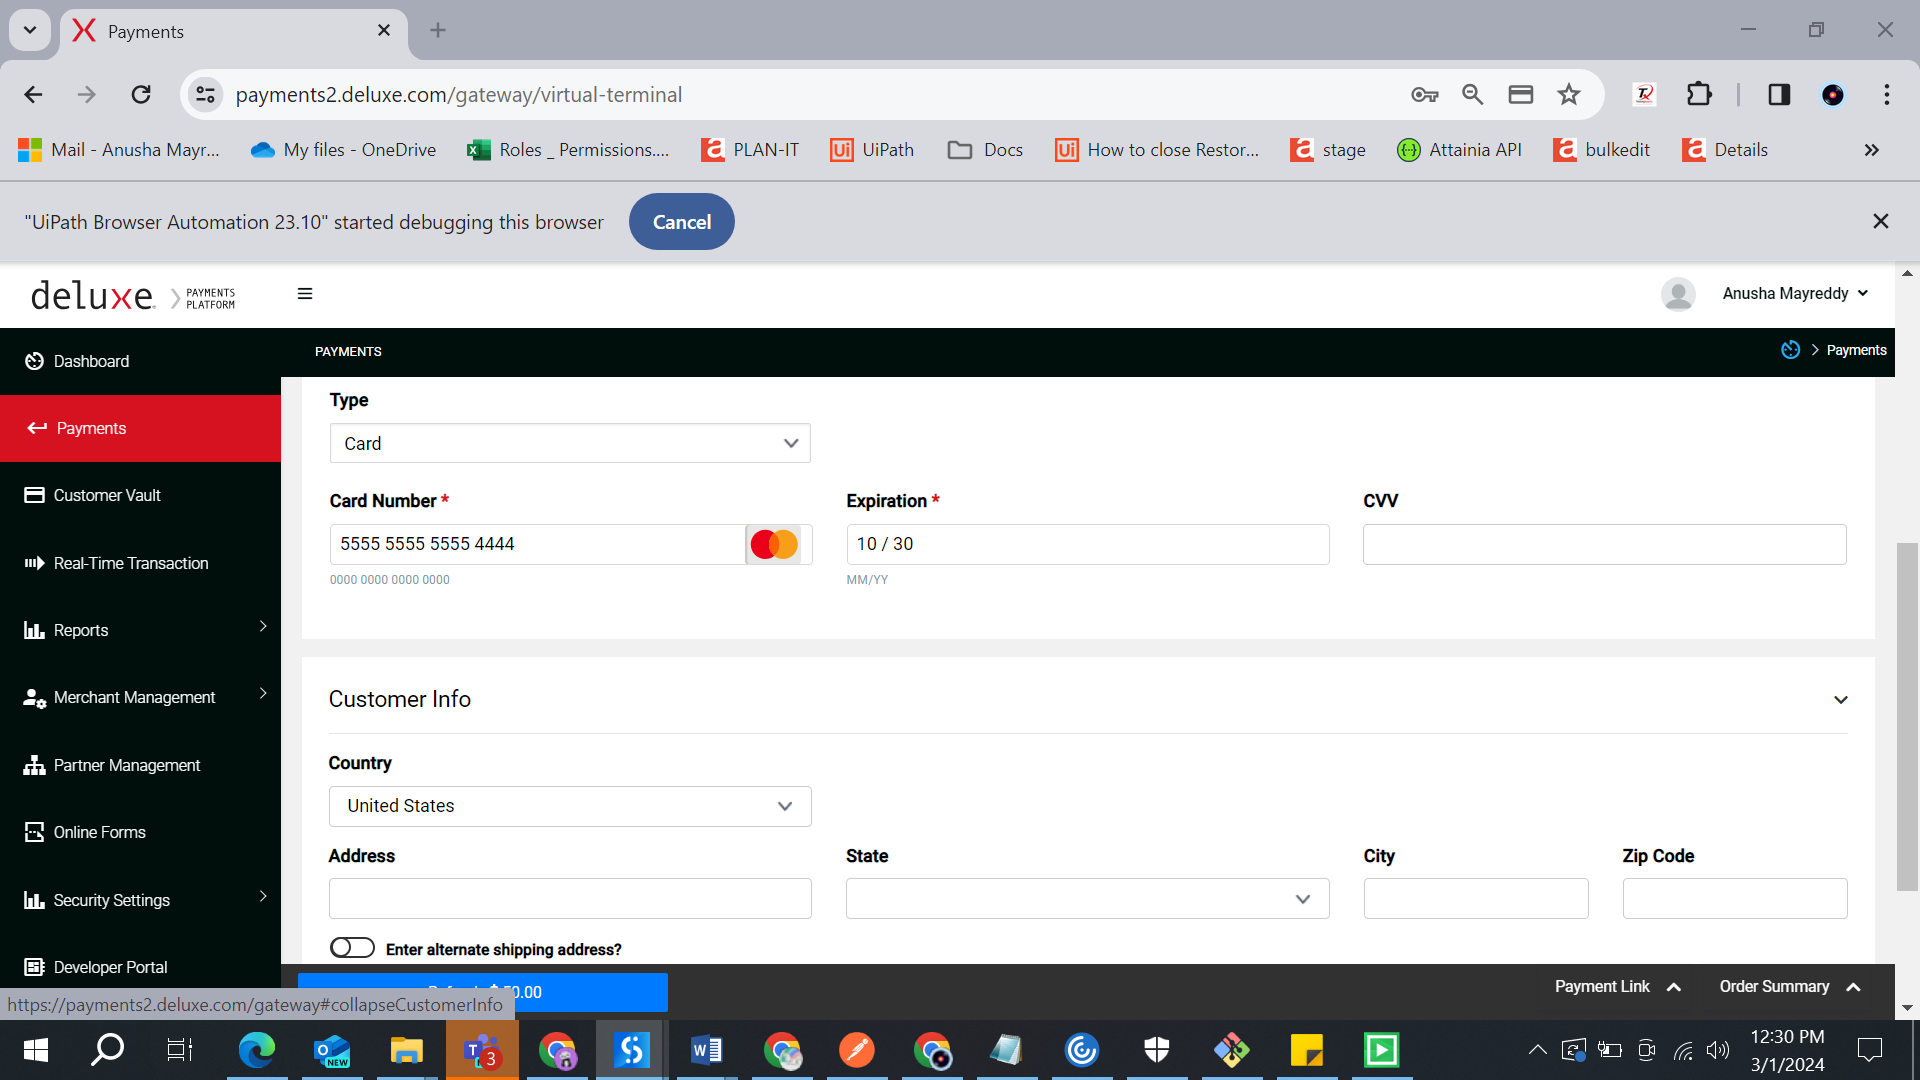 Payments
payments2.deluxe.com/gateway/virtual-terminal
Mail - Anusha Mayr...
My files - OneDrive
Roles _ Permissions....
PLAN-IT
UiPath
Docs
How to close Restor...
stage
Attainia API
bulkedit
Details
"UiPath Browser Automation 23.10" started debugging this browser
Cancel
deluxe. PAYMENTS PLATFORM
Anusha Mayreddy
Dashboard
Payments
Customer Vault
Real-Time Transaction
Reports
Merchant Management
Partner Management
Online Forms
Security Settings
Developer Portal
PAYMENTS
Payments
Type
Card
Card Number *
5555 5555 5555 4444
0000 0000 0000 0000
Expiration *
10 / 30
MM/YY
CVV
Customer Info
Country
United States
Address
State
City
Zip Code
Enter alternate shipping address?
0.00
Payment Link
Order Summary
https://payments2.deluxe.com/gateway#collapseCustomerInfo
NEW
3
12:30 PM
3/1/2024